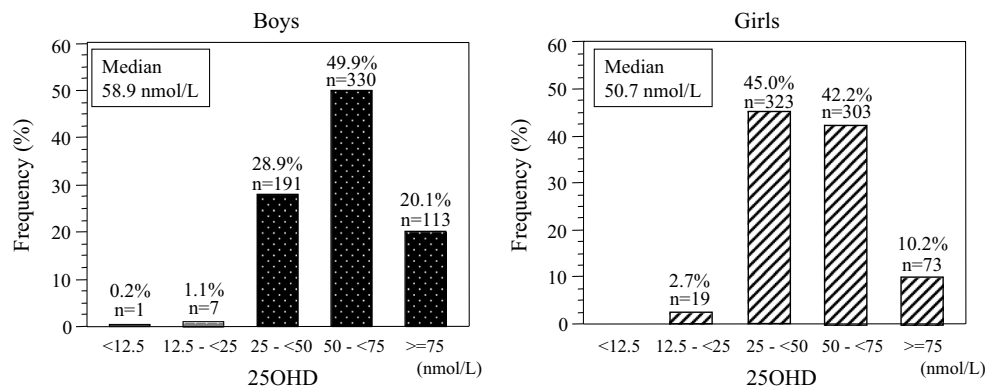 Boys
Median
58.9 nmol/L
Frequency (%)
60
50
40
30
20
10
0
0.2%
n=1
1.1%
n=7
28.9%
n=191
49.9%
n=330
20.1%
n=113
<12.5
12.5 - <25
25 - <50
50 - <75
>=75
(nmol/L)
25OHD
Girls
Median
50.7 nmol/L
Frequency (%)
60
50
40
30
20
10
0
2.7%
n=19
45.0%
n=323
42.2%
n=303
10.2%
n=73
<12.5
12.5 - <25
25 - <50
50 - <75
>=75
(nmol/L)
25OHD